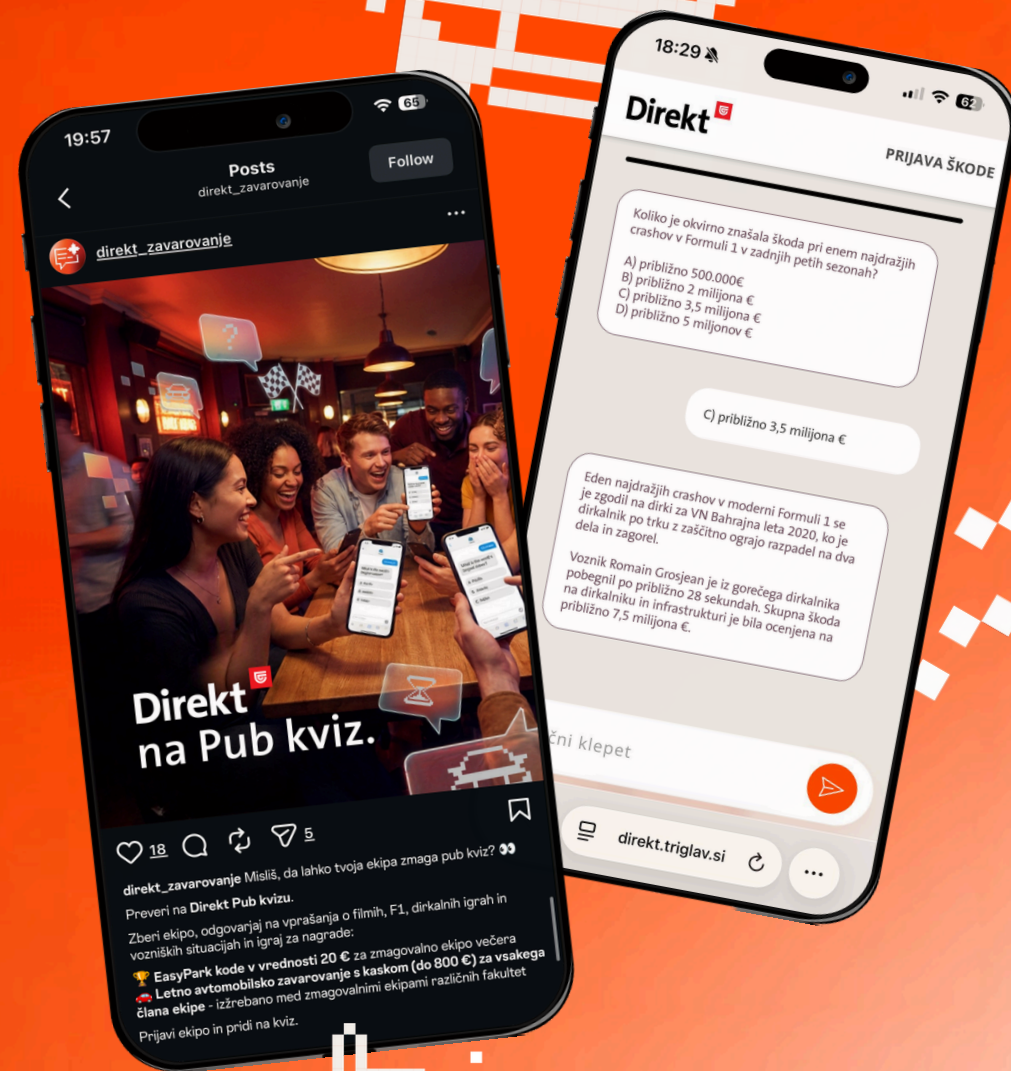 19:57
65
Posts
direkt_zavarovanje
Follow
direkt_zavarovanje
Direkt
na Pub kviz.
18
5
direkt_zavarovanje Misliš, da lahko tvoja ekipa zmaga pub kviz? 👀
Preveri na Direkt Pub kvizu.
Zberi ekipo, odgovarjaj na vprašanja o filmih, F1, dirkalnih igrah in
vozniških situacijah in igraj za nagrade:
🏆 EasyPark kode v vrednosti 20 € za zmagovalno ekipo večera
🚗 Letno avtomobilsko zavarovanje s kaskom (do 800 €) za vsakega
člana ekipe - izžrebano med zmagovalnimi ekipami različnih fakultet
Prijavi ekipo in pridi na kviz.
18:29
62
Direkt
PRIJAVA ŠKODE
Koliko je okvirno znašala škoda pri enem najdražjih
crashov v Formuli 1 v zadnjih petih sezonah?
A) približno 500.000€
B) približno 2 milijona €
C) približno 3,5 milijona €
D) približno 5 miljonov €
C) približno 3,5 milijona €
Eden najdražjih crashov v moderni Formuli 1 se
je zgodil na dirki za VN Bahrajna leta 2020, ko je
dirkalnik po trku z zaščitno ograjo razpadel na dva
dela in zagorel.
Voznik Romain Grosjean je iz gorečega dirkalnika
pobegnil po približno 28 sekundah. Skupna škoda
na dirkalniku in infrastrukturi je bila ocenjena na
približno 7,5 milijona €.
čni klepet
direkt.triglav.si